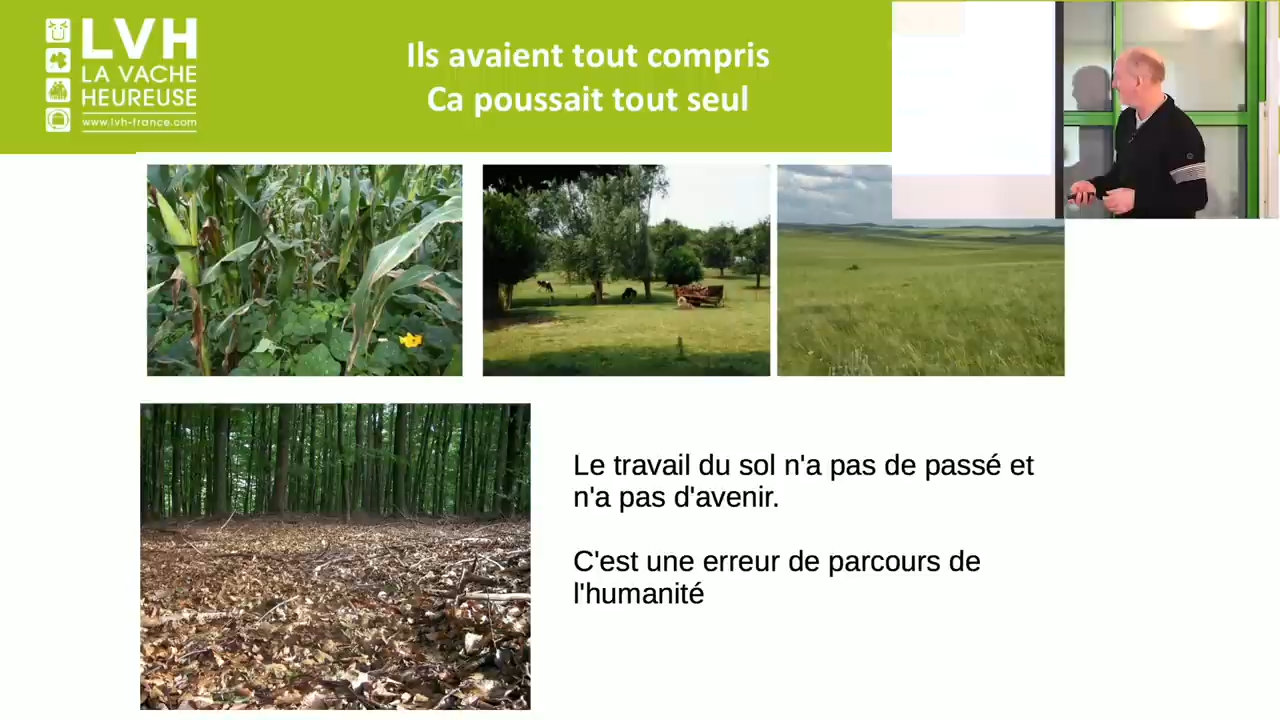 LVH
LA VACHE
HEUREUSE
www.lvh-france.com
Ils avaient tout compris
Ca poussait tout seul
Le travail du sol n'a pas de passé et
n'a pas d'avenir.
C'est une erreur de parcours de
l'humanité